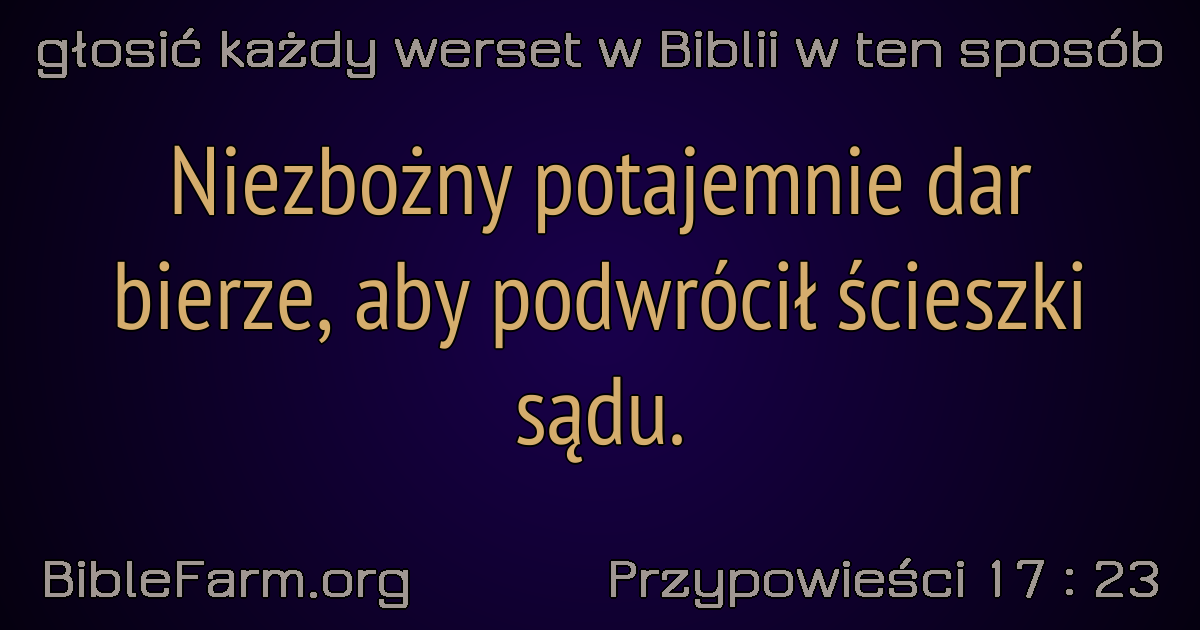 głosić każdy werset w Biblii w ten sposób
Niezbożny potajemnie dar
bierze, aby podwrócił ścieszki
sądu.
BibleFarm.org
Przypowieści 17 : 23